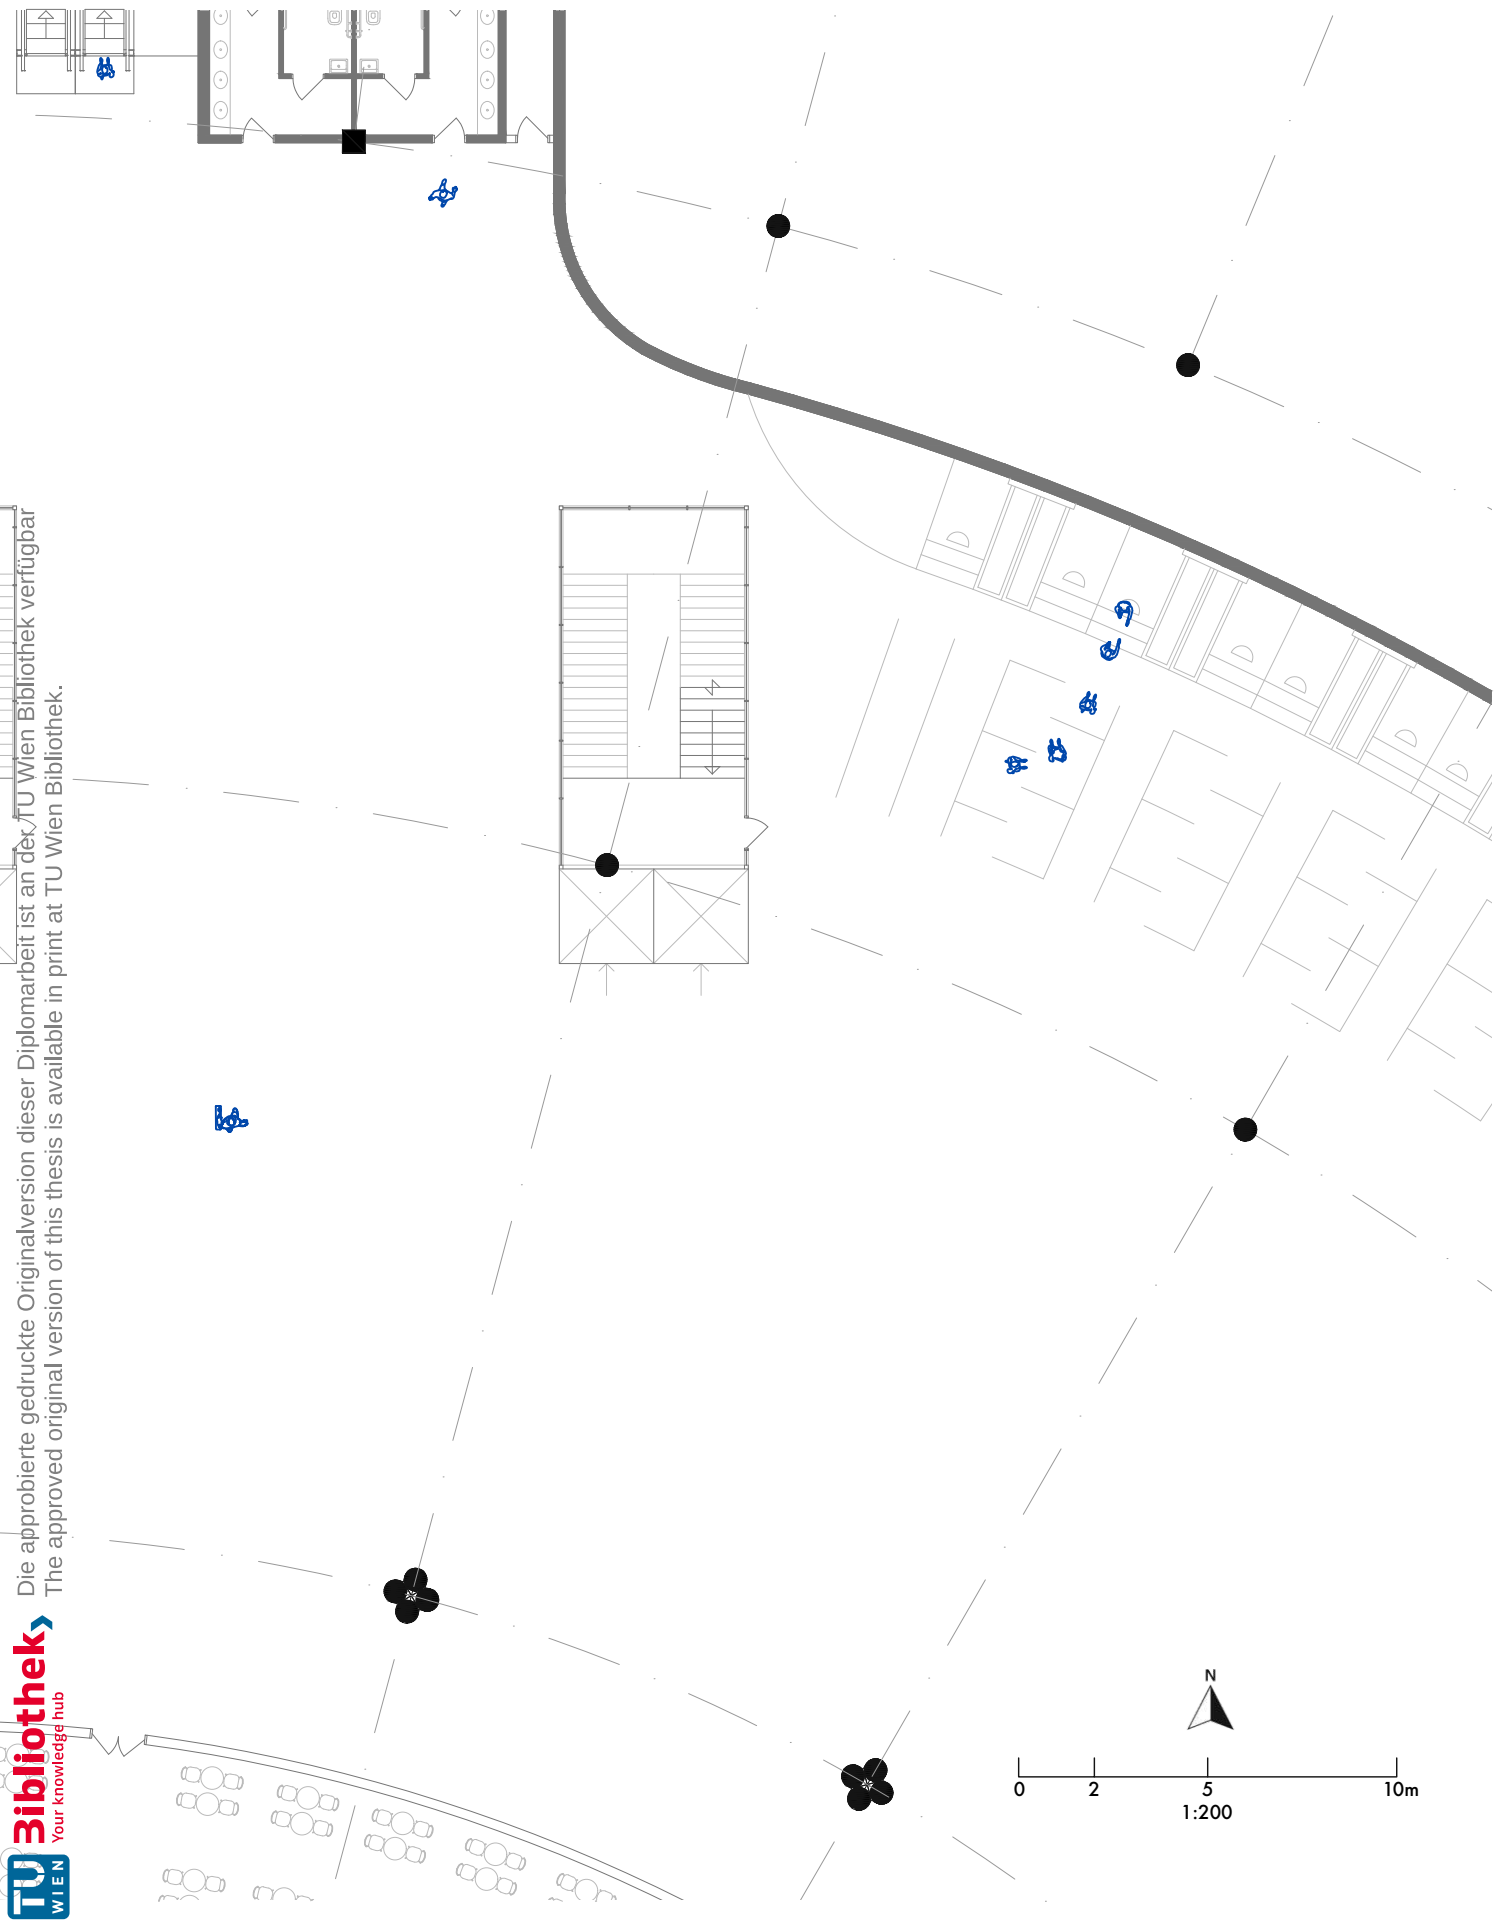 Die approbierte gedruckte Originalversion dieser Diplomarbeit ist an der TU Wien Bibliothek verfügbar
The approved original version of this thesis is available in print at TU Wien Bibliothek.
Bibliothek
Your knowledge hub
TU
WIEN
N
0 2 5 10m
1:200